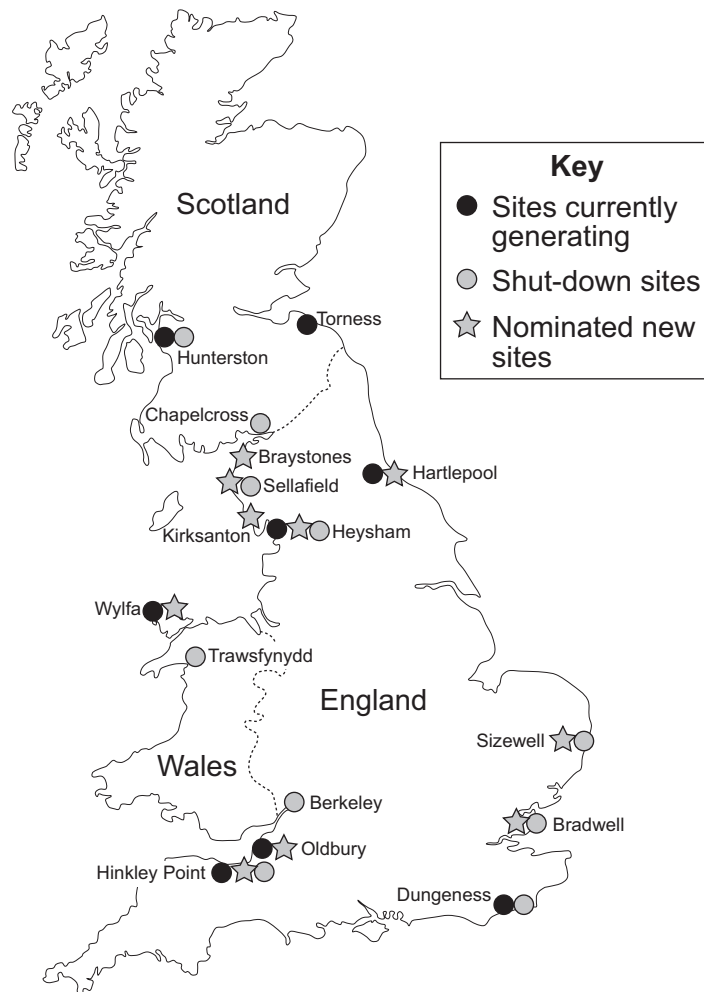 Key
Sites currently
generating
Shut-down sites
Nominated new
sites
Scotland
Torness
Hunterston
Chapelcross
Braystones
Hartlepool
Sellafield
Kirksanton
Heysham
Wylfa
Trawsfynydd
England
Sizewell
Wales
Berkeley
Bradwell
Oldbury
Hinkley Point
Dungeness